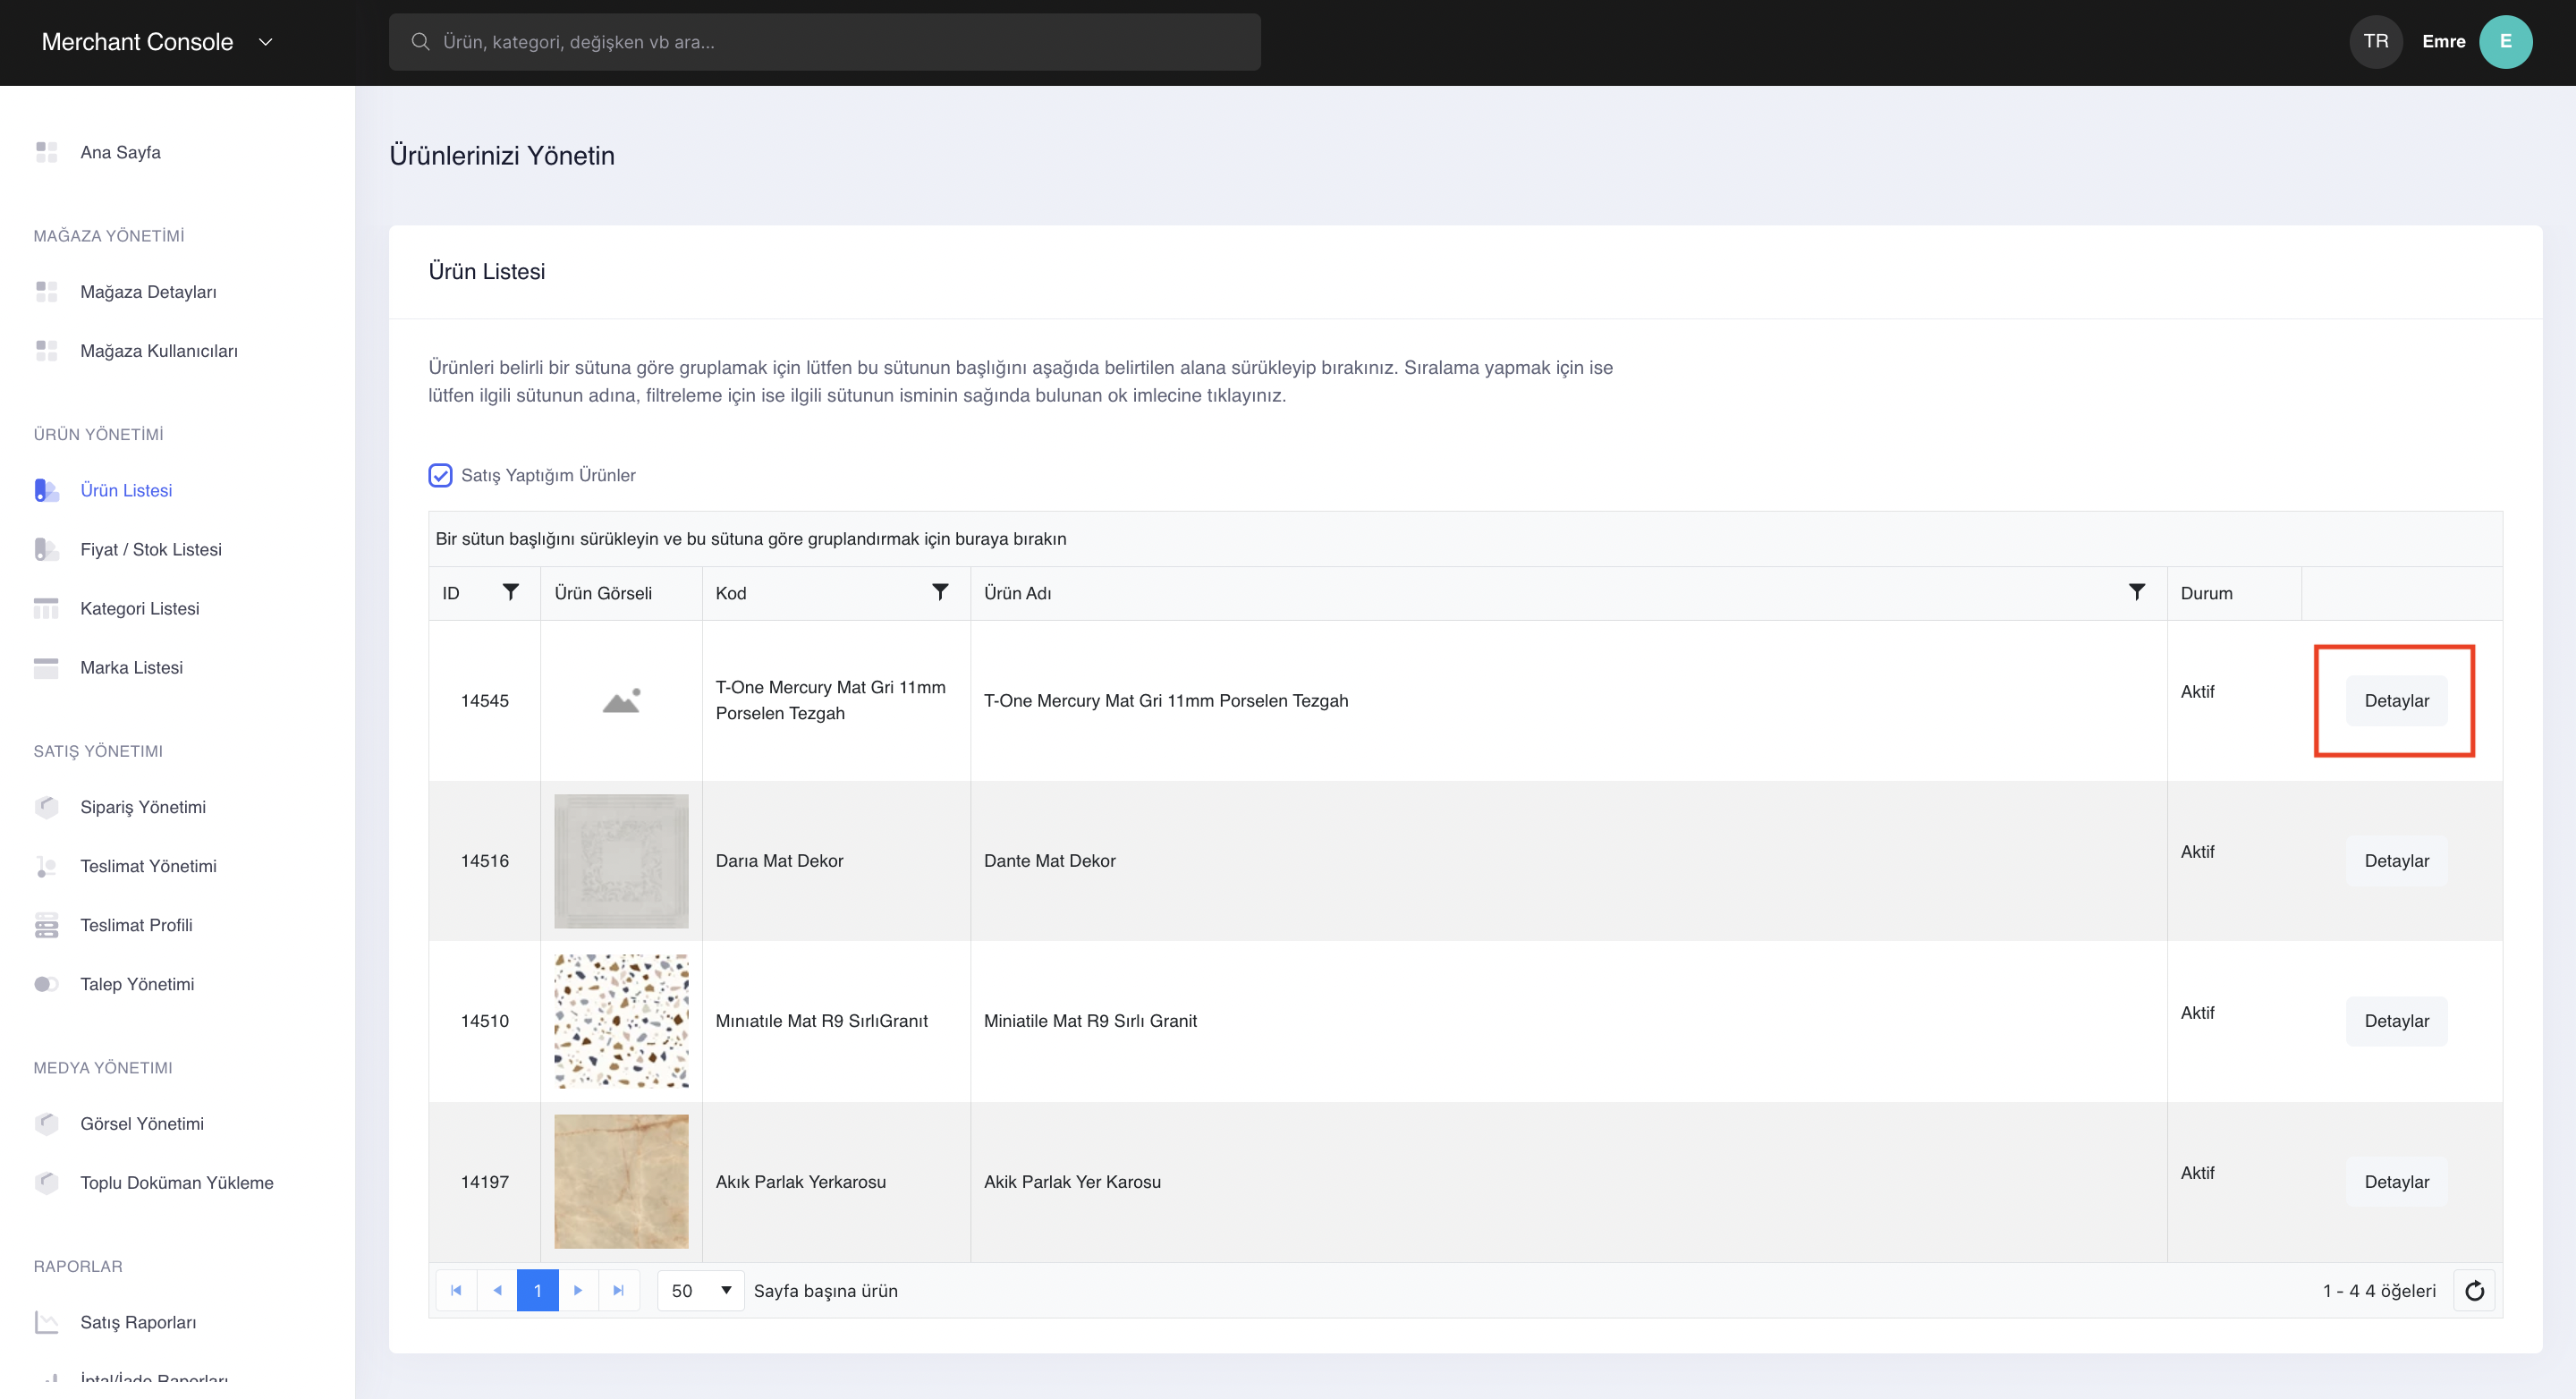 Merchant Console
Ürün, kategori, değişken vb ara...
TR
Emre
E
Ana Sayfa
MAĞAZA YÖNETİMİ
Mağaza Detayları
Mağaza Kullanıcıları
ÜRÜN YÖNETİMİ
Ürün Listesi
Fiyat / Stok Listesi
Kategori Listesi
Marka Listesi
SATIŞ YÖNETIMI
Sipariş Yönetimi
Teslimat Yönetimi
Teslimat Profili
Talep Yönetimi
MEDYA YÖNETIMI
Görsel Yönetimi
Toplu Doküman Yükleme
RAPORLAR
Satış Raporları
İptal/İade Raporları
Ürünlerinizi Yönetin
Ürün Listesi
Ürünleri belirli bir sütuna göre gruplamak için lütfen bu sütunun başlığını aşağıda belirtilen alana sürükleyip bırakınız. Sıralama yapmak için ise
lütfen ilgili sütunun adına, filtreleme için ise ilgili sütunun isminin sağında bulunan ok imlecine tıklayınız.
Satış Yaptığım Ürünler
Bir sütun başlığını sürükleyin ve bu sütuna göre gruplandırmak için buraya bırakın
ID Ürün Görseli Kod Ürün Adı Durum
14545 T-One Mercury Mat Gri 11mm Porselen Tezgah T-One Mercury Mat Gri 11mm Porselen Tezgah Aktif Detaylar
14516 Darıa Mat Dekor Dante Mat Dekor Aktif Detaylar
14510 Mınıatıle Mat R9 SırlıGranıt Miniatile Mat R9 Sırlı Granit Aktif Detaylar
14197 Akık Parlak Yerkarosu Akik Parlak Yer Karosu Aktif Detaylar
1 50 Sayfa başına ürün 1 - 4 4 öğeleri